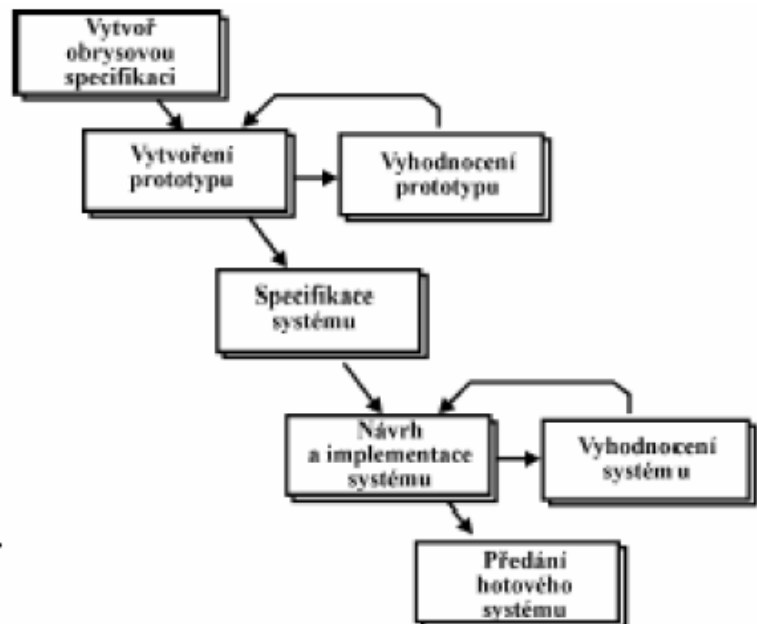 Vytvoř
obrysovou
specifikaci
Vytvoření
prototypu
Vyhodnocení
prototypu
Specifikace
systému
Návrh
a implementace
systému
Vyhodnocení
systém u
Předání
hotového
systému